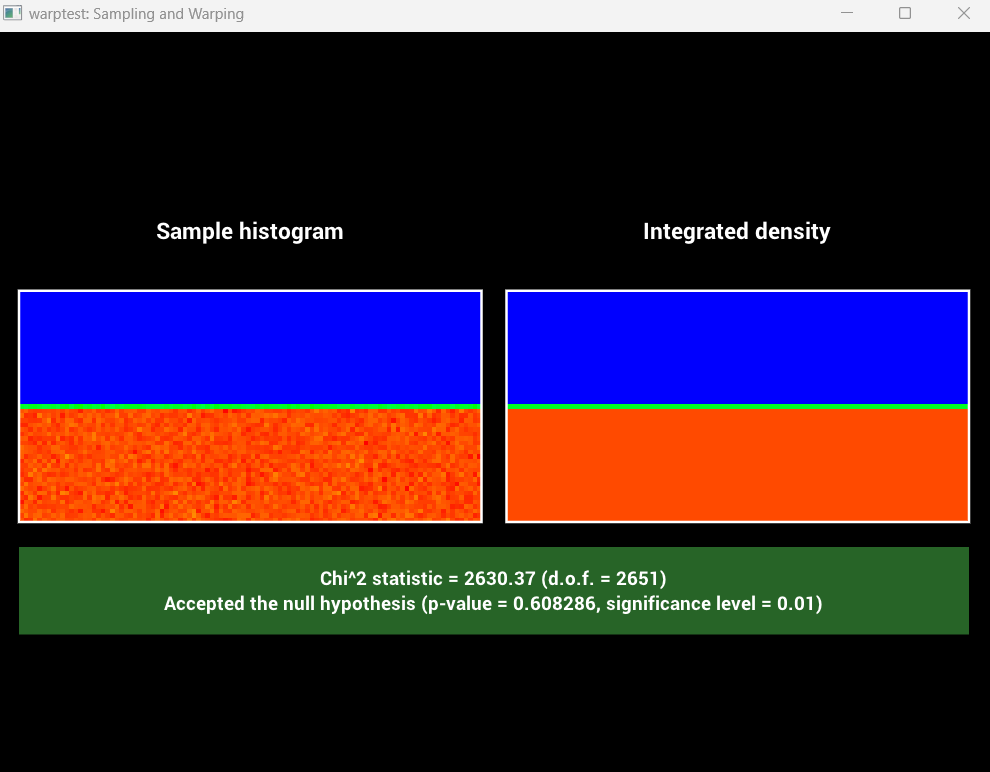 warptest: Sampling and Warping
Sample histogram
Integrated density
Chi^2 statistic = 2630.37 (d.o.f. = 2651)
Accepted the null hypothesis (p-value = 0.608286, significance level = 0.01)